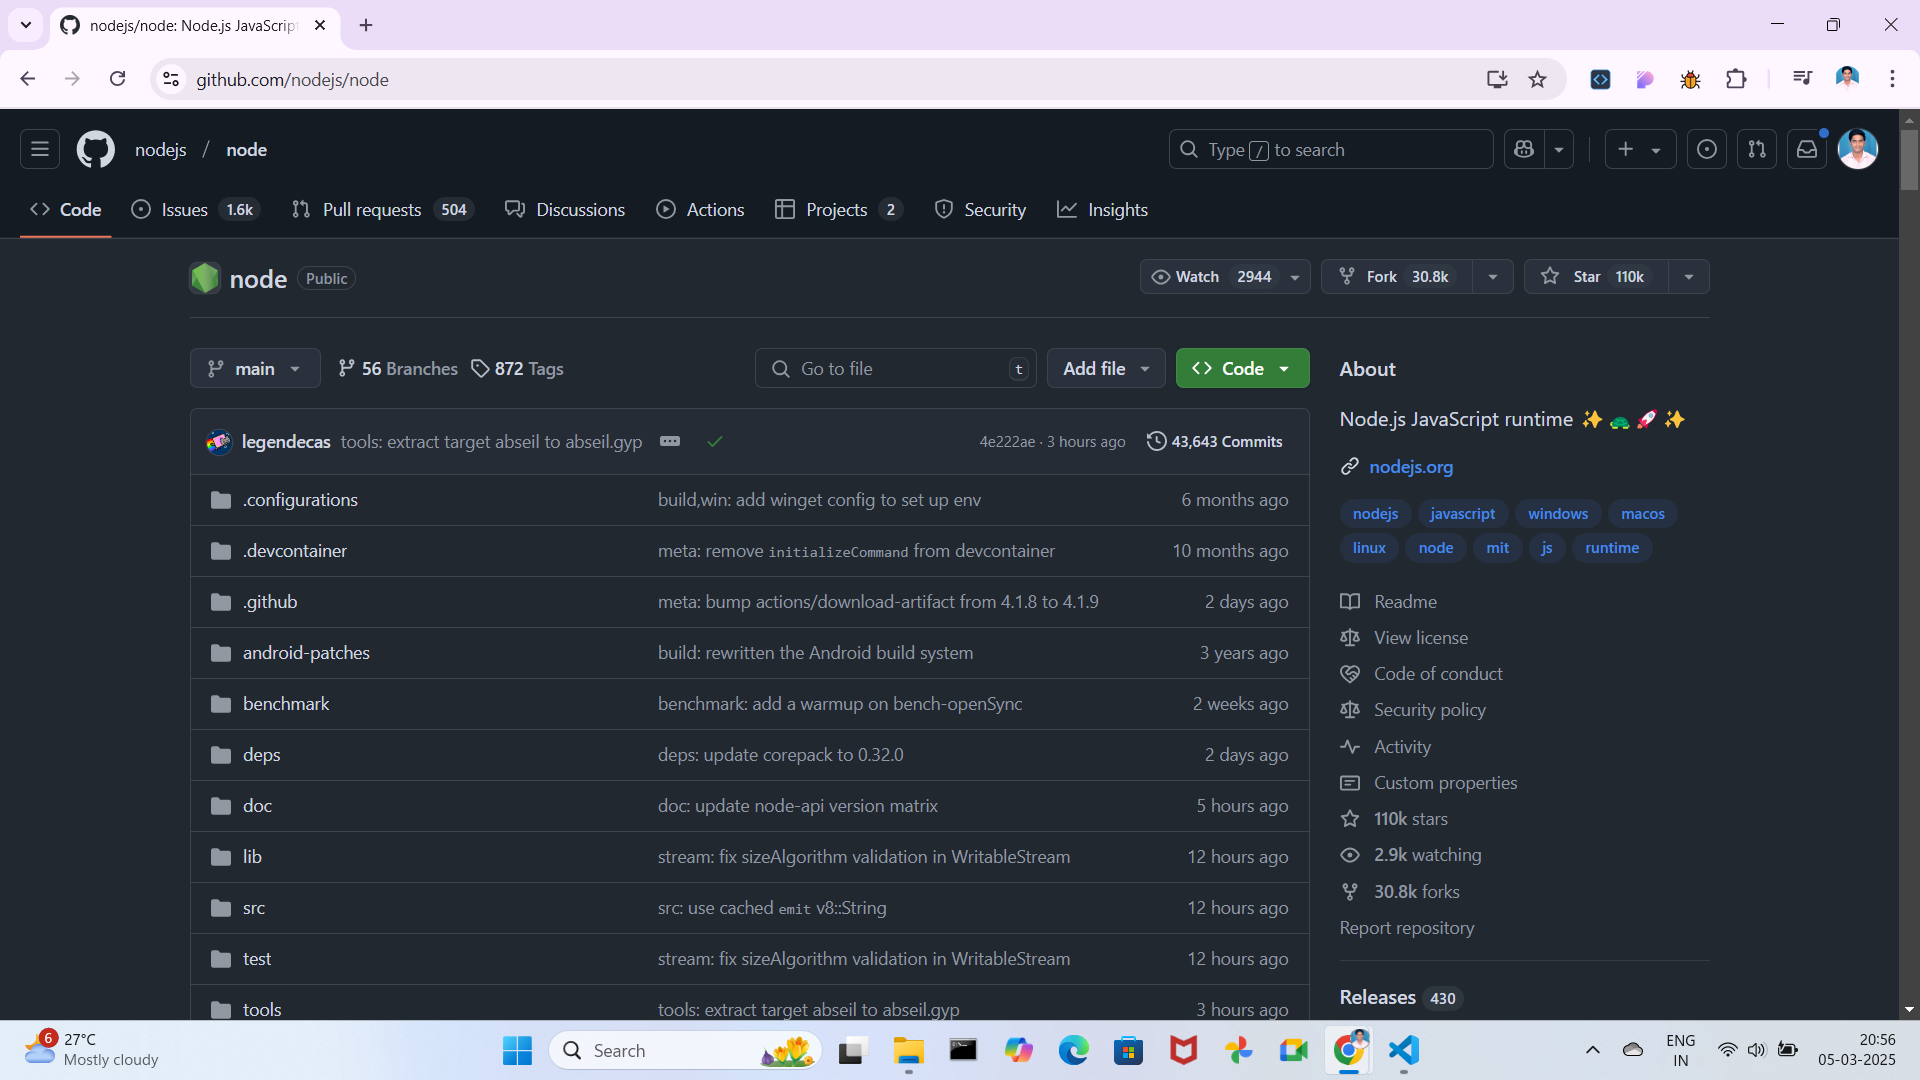 nodejs/node: Node.js JavaScript
github.com/nodejs/node
nodejs / node
Type / to search
Code
Issues 1.6k
Pull requests 504
Discussions
Actions
Projects 2
Security
Insights
node Public
Watch 2944
Fork 30.8k
Star 110k
main
56 Branches
872 Tags
Go to file t
Add file
Code
legendecas tools: extract target abseil to abseil.gyp
4e222ae · 3 hours ago
43,643 Commits
.configurations build,win: add winget config to set up env 6 months ago
.devcontainer meta: remove initializeCommand from devcontainer 10 months ago
.github meta: bump actions/download-artifact from 4.1.8 to 4.1.9 2 days ago
android-patches build: rewritten the Android build system 3 years ago
benchmark benchmark: add a warmup on bench-openSync 2 weeks ago
deps deps: update corepack to 0.32.0 2 days ago
doc doc: update node-api version matrix 5 hours ago
lib stream: fix sizeAlgorithm validation in WritableStream 12 hours ago
src src: use cached emit v8::String 12 hours ago
test stream: fix sizeAlgorithm validation in WritableStream 12 hours ago
tools tools: extract target abseil to abseil.gyp 3 hours ago
About
Node.js JavaScript runtime ✨🐢🚀✨
nodejs.org
nodejs javascript windows macos
linux node mit js runtime
Readme
View license
Code of conduct
Security policy
Activity
Custom properties
110k stars
2.9k watching
30.8k forks
Report repository
Releases 430
6
27°C
Mostly cloudy
Search
ENG
IN
20:56
05-03-2025